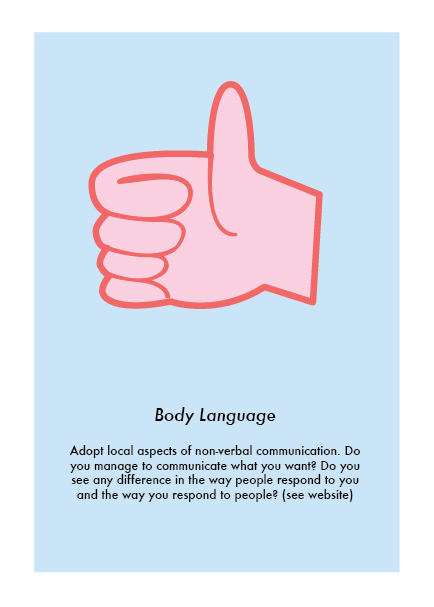 Body Language
Adopt local aspects of non-verbal communication. Do
you manage to communicate what you want? Do you
see any difference in the way people respond to you
and the way you respond to people? (see website)